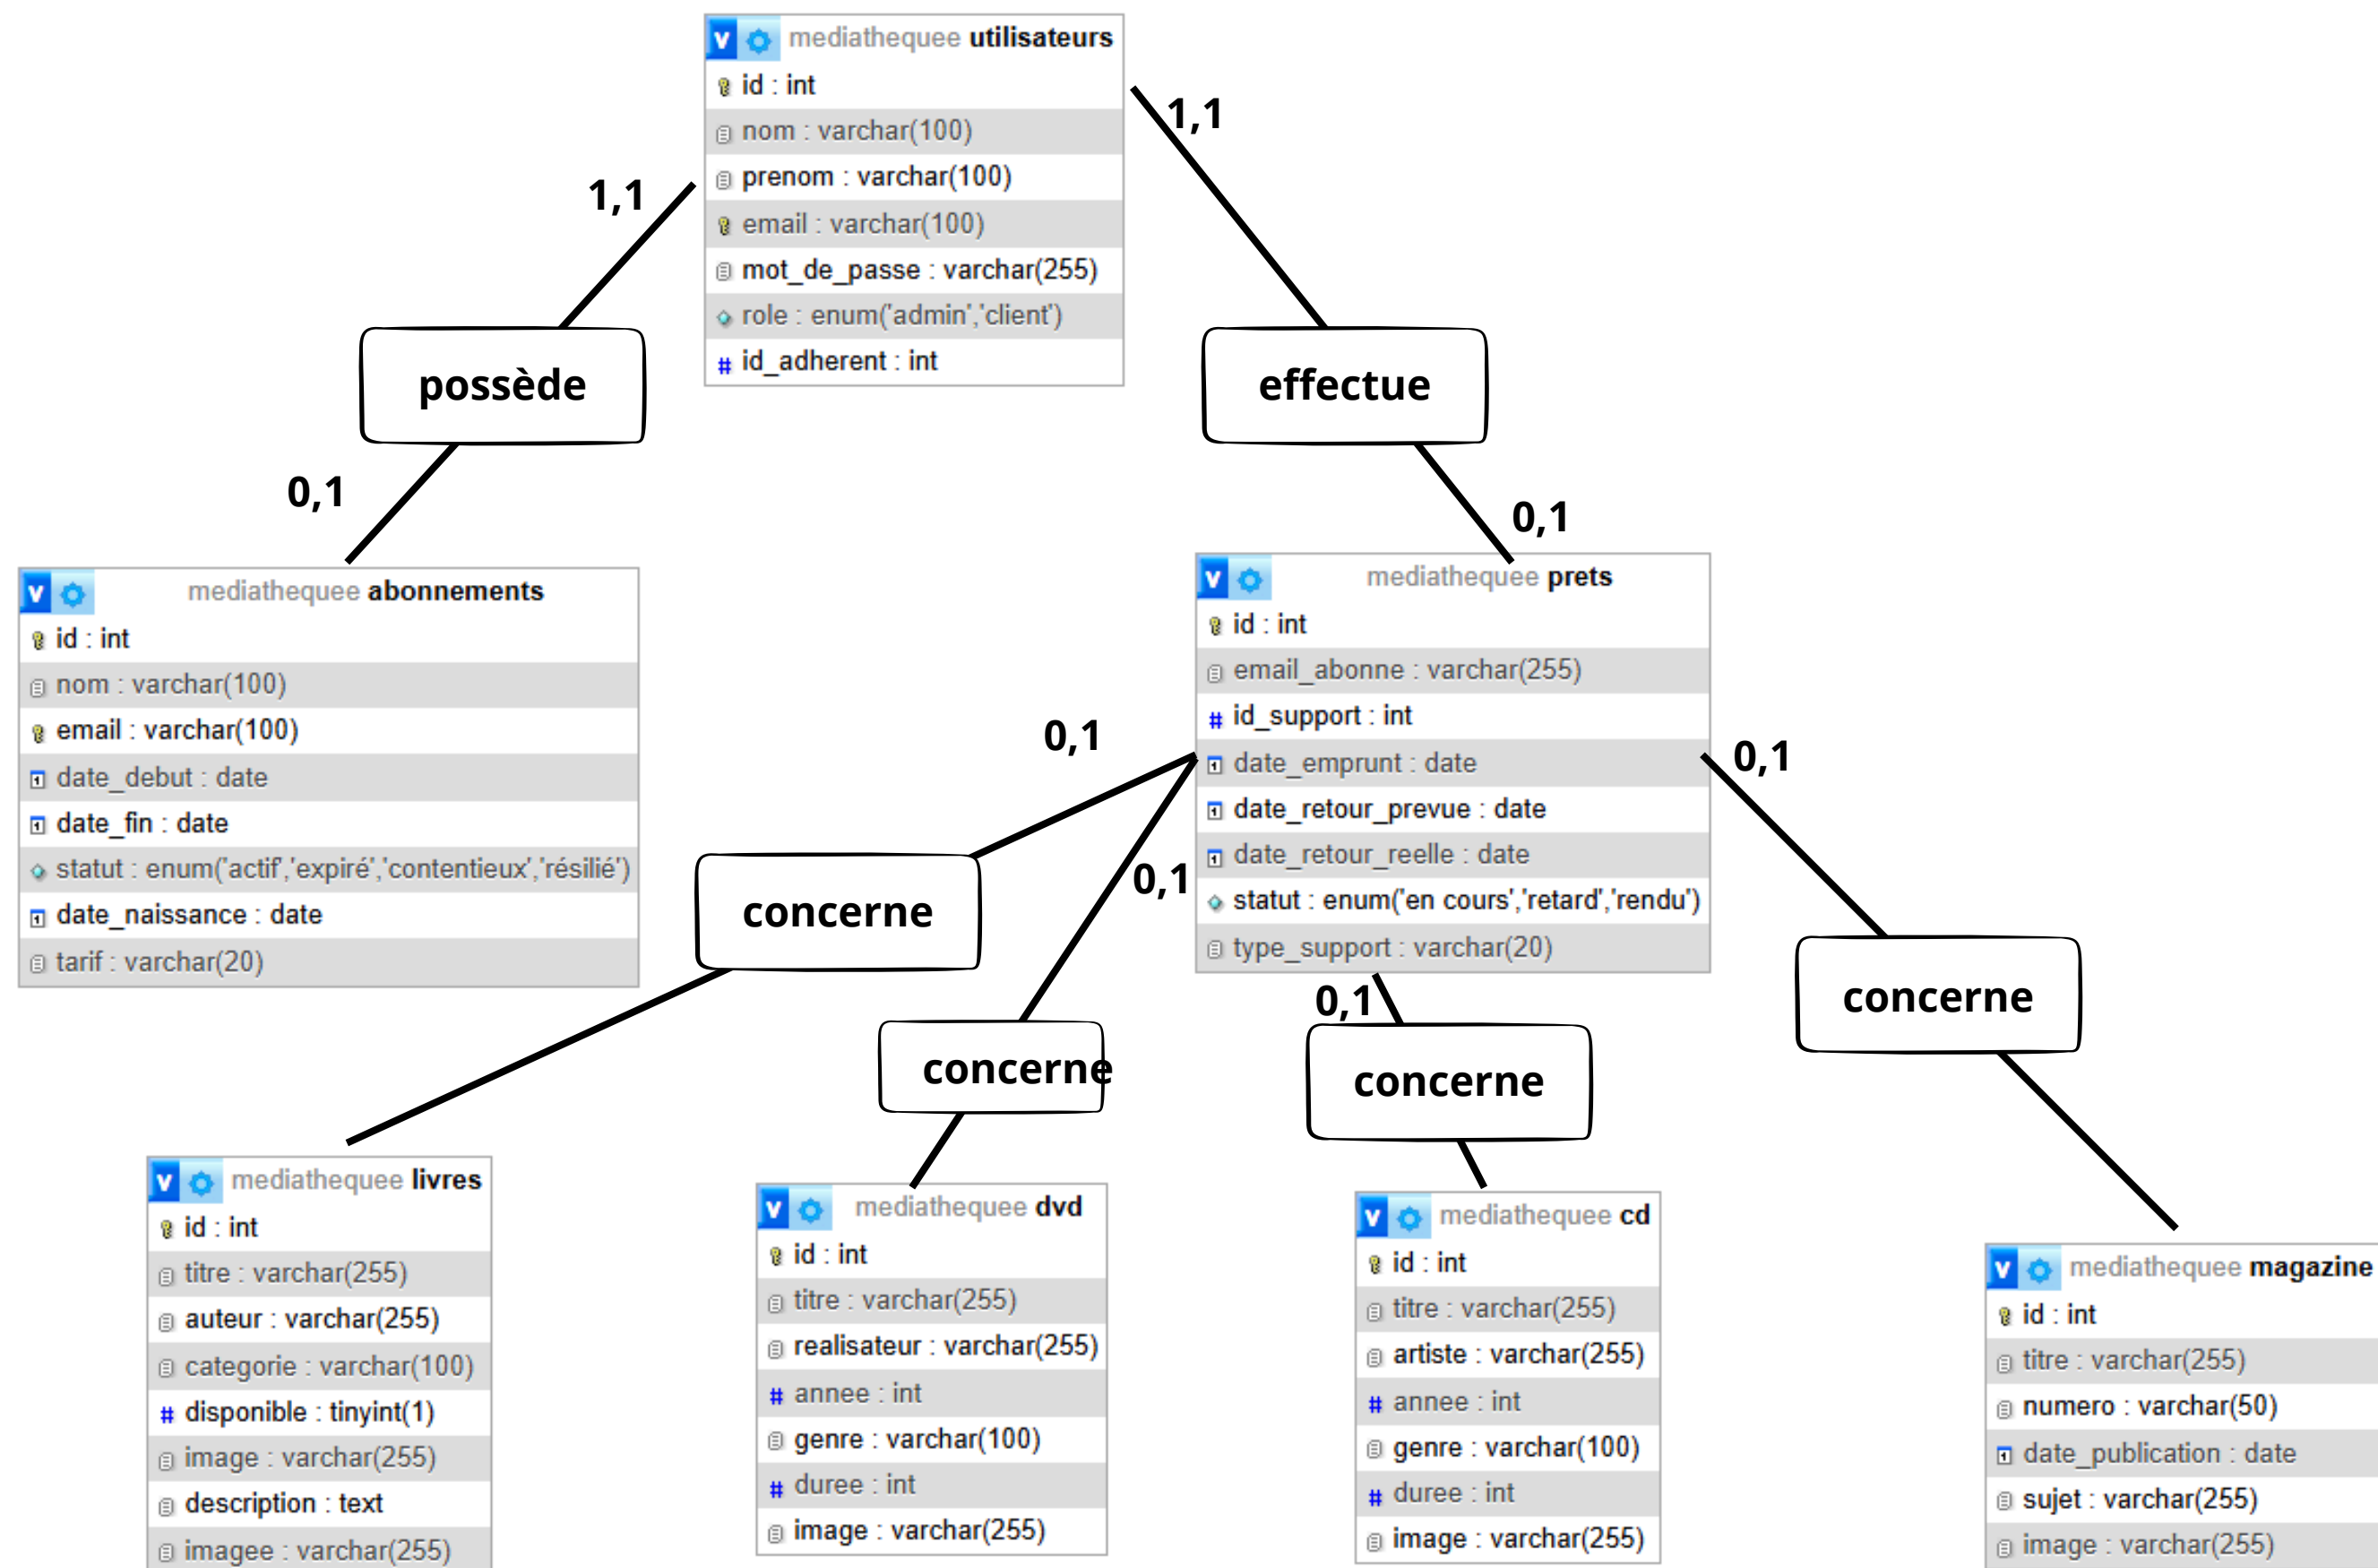 mediathequee utilisateurs
id : int
nom : varchar(100)
prenom : varchar(100)
email : varchar(100)
mot_de_passe : varchar(255)
role : enum('admin','client')
id_adherent : int
1,1
1,1
possède
effectue
0,1
0,1
mediathequee abonnements
id : int
nom : varchar(100)
email : varchar(100)
date_debut : date
date_fin : date
statut : enum('actif','expiré','contentieux','résilié')
date_naissance : date
tarif : varchar(20)
mediathequee prets
id : int
email_abonne : varchar(255)
id_support : int
date_emprunt : date
date_retour_prevue : date
date_retour_reelle : date
statut : enum('en cours','retard','rendu')
type_support : varchar(20)
0,1
0,1
0,1
0,1
concerne
concerne
concerne
concerne
mediathequee livres
id : int
titre : varchar(255)
auteur : varchar(255)
categorie : varchar(100)
disponible : tinyint(1)
image : varchar(255)
description : text
imagee : varchar(255)
mediathequee dvd
id : int
titre : varchar(255)
realisateur : varchar(255)
annee : int
genre : varchar(100)
duree : int
image : varchar(255)
mediathequee cd
id : int
titre : varchar(255)
artiste : varchar(255)
annee : int
genre : varchar(100)
duree : int
image : varchar(255)
mediathequee magazine
id : int
titre : varchar(255)
numero : varchar(50)
date_publication : date
sujet : varchar(255)
image : varchar(255)